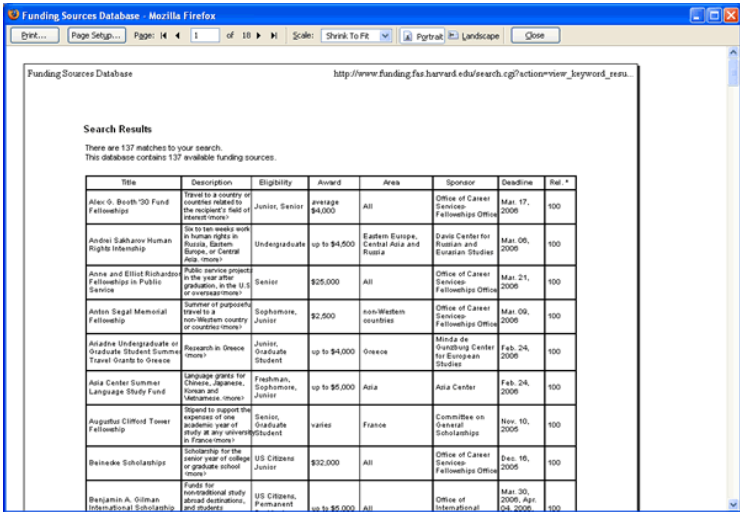 Funding Sources Database - Mozilla Firefox
Print... Page Setup... Page: 1 of 18 Scale: Shrink To Fit Portrait Landscape Close
Funding Sources Database http://www.funding.fas.harvard.edu/search.cgi?action=view_keyword_resu...
Search Results
There are 137 matches to your search.
This database contains 137 available funding sources.
Title Description Eligibility Award Area Sponsor Deadline Rel. *
Alex G. Booth '30 Fund
Fellowships
Travel to a country or
countries related to
the recipient's field of
interest<more>
Junior, Senior
average
$4,000
All
Office of Career
Services-
Fellowships Office
Mar. 17,
2006
100
Andrei Sakharov Human
Rights Internship
Six to ten weeks work
in human rights in
Russia, Eastern
Europe, or Central
Asia. <more>
Undergraduate
up to $4,500
Eastern Europe,
Central Asia and
Russia
Davis Center for
Russian and
Eurasian Studies
Mar. 06,
2006
100
Anne and Elliot Richardson
Fellowships in Public
Service
Public service projects
in the year after
graduation, in the U.S
or overseas<more>
Senior
$25,000
All
Office of Career
Services-
Fellowships Office
Mar. 21,
2006
100
Anton Segal Memorial
Fellowship
Summer of purposefu
travel to a
non-Western country
or countries<more>
Sophomore,
Junior
$2,500
non-Western
countries
Office of Career
Services-
Fellowships Office
Mar. 09,
2006
100
Ariadne Undergraduate or
Graduate Student Summer
Travel Grants to Greece
Research in Greece
<more>
Junior,
Graduate
Student
up to $4,000
Greece
Minda de
Gunzburg Center
for European
Studies
Feb. 24,
2006
100
Asia Center Summer
Language Study Fund
Language grants for
Chinese, Japanese,
Korean and
Vietnamese. <more>
Freshman,
Sophomore,
Junior
up to $5,000
Asia
Asia Center
Feb. 24,
2006
100
Augustus Clifford Tower
Fellowship
Stipend to support the
expenses of one
academic year of
study at any university
in France<more>
Senior,
Graduate
Student
varies
France
Committee on
General
Scholarships
Nov. 10,
2006
100
Beinecke Scholarships
Scholarship for the
senior year of college
or graduate school
<more>
US Citizens
Junior
$32,000
All
Office of Career
Services-
Fellowships Office
Dec. 16,
2006
100
Benjamin A. Gilman
International Scholarship
Funds for
nontraditional study
abroad destinations,
and students
US Citizens,
Permanent
up to $5,000
All
Office of
International
Mar. 30,
2006, Apr.
04, 2006,
100